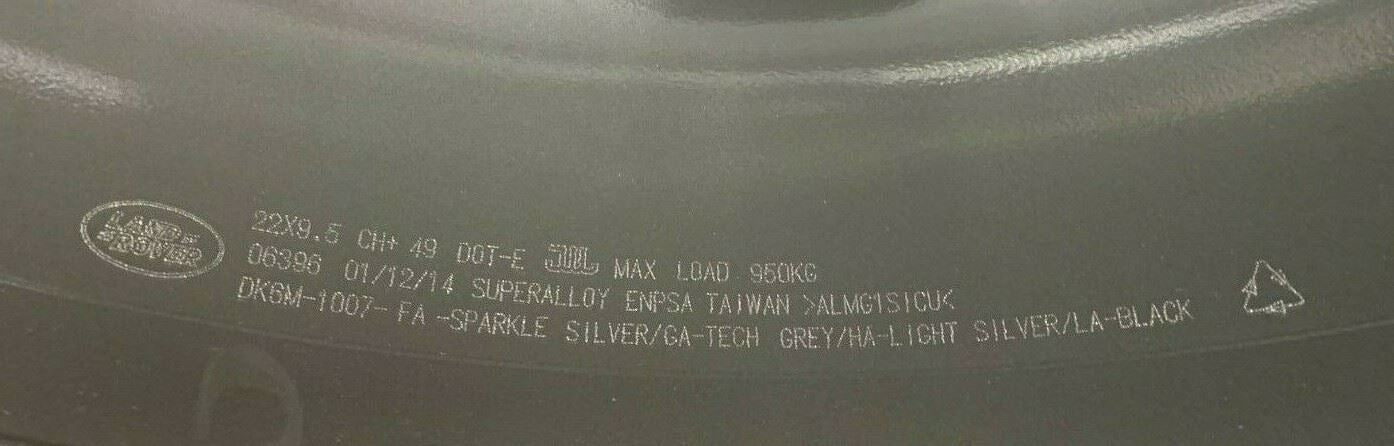 LAND ROVER
22X9.5 CH+ 49 DOT-E JWL MAX LOAD 950KG
06396 01/12/14 SUPERALLOY ENPSA TAIWAN >ALMG1SICU<
DK6M-1007- FA -SPARKLE SILVER/GA-TECH GREY/HA-LIGHT SILVER/LA-BLACK